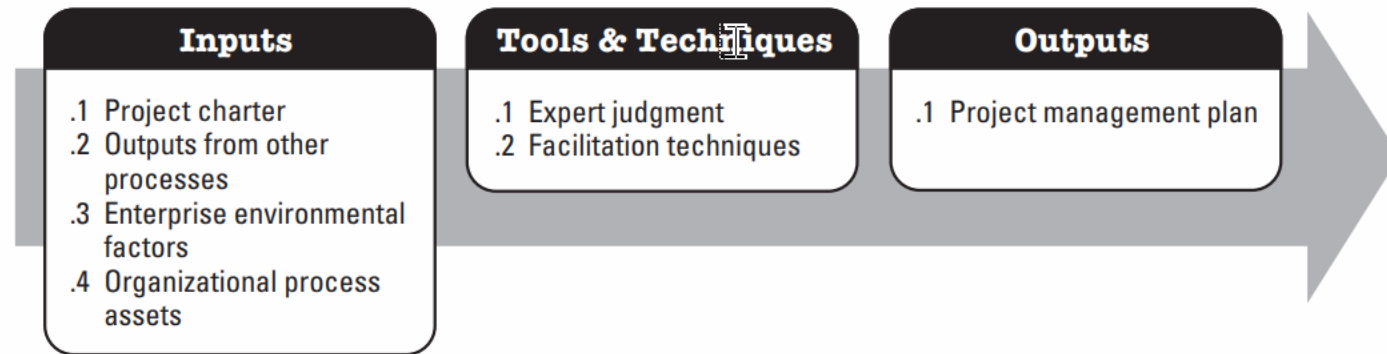 Inputs
.1 Project charter
.2 Outputs from other
processes
.3 Enterprise environmental
factors
.4 Organizational process
assets
Tools & Techniques
.1 Expert judgment
.2 Facilitation techniques
Outputs
.1 Project management plan